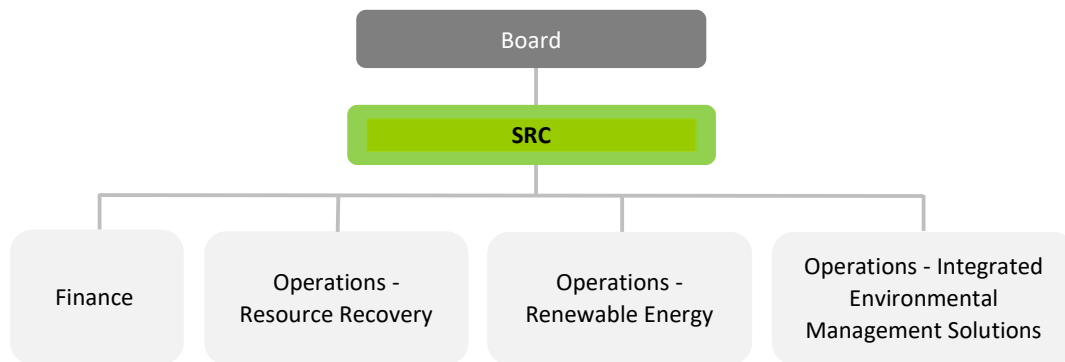 Board
SRC
Finance
Operations -
Resource Recovery
Operations -
Renewable Energy
Operations - Integrated
Environmental
Management Solutions